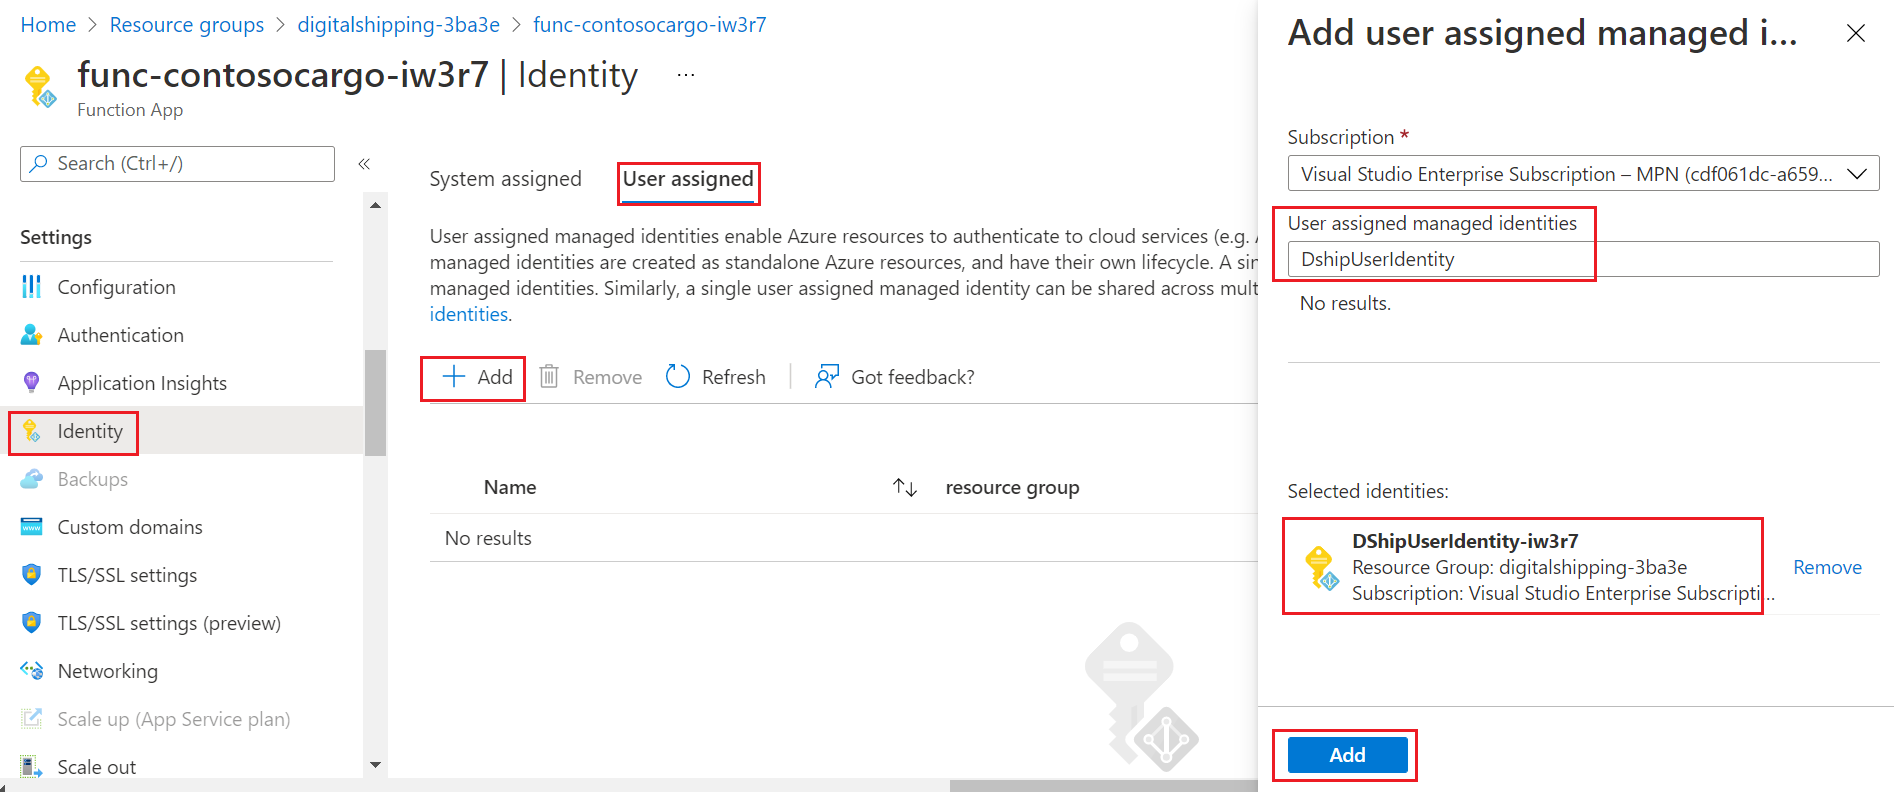 Home > Resource groups > digitalshipping-3ba3e > func-contosocargo-iw3r7
func-contosocargo-iw3r7 | Identity ...
Function App
Search (Ctrl+/)
«
Settings
Configuration
Authentication
Application Insights
Identity
Backups
Custom domains
TLS/SSL settings
TLS/SSL settings (preview)
Networking
Scale up (App Service plan)
Scale out
System assigned
User assigned
User assigned managed identities enable Azure resources to authenticate to cloud services (e.g.
managed identities are created as standalone Azure resources, and have their own lifecycle. A
managed identities. Similarly, a single user assigned managed identity can be shared across
identities.
Add
Remove
Refresh
Got feedback?
Name
resource group
No results
Add user assigned managed i...
Subscription *
Visual Studio Enterprise Subscription – MPN (cdf061dc-a659...
User assigned managed identities
DshipUserIdentity
No results.
Selected identities:
DShipUserIdentity-iw3r7
Resource Group: digitalshipping-3ba3e
Subscription: Visual Studio Enterprise Subscripti...
Remove
Add